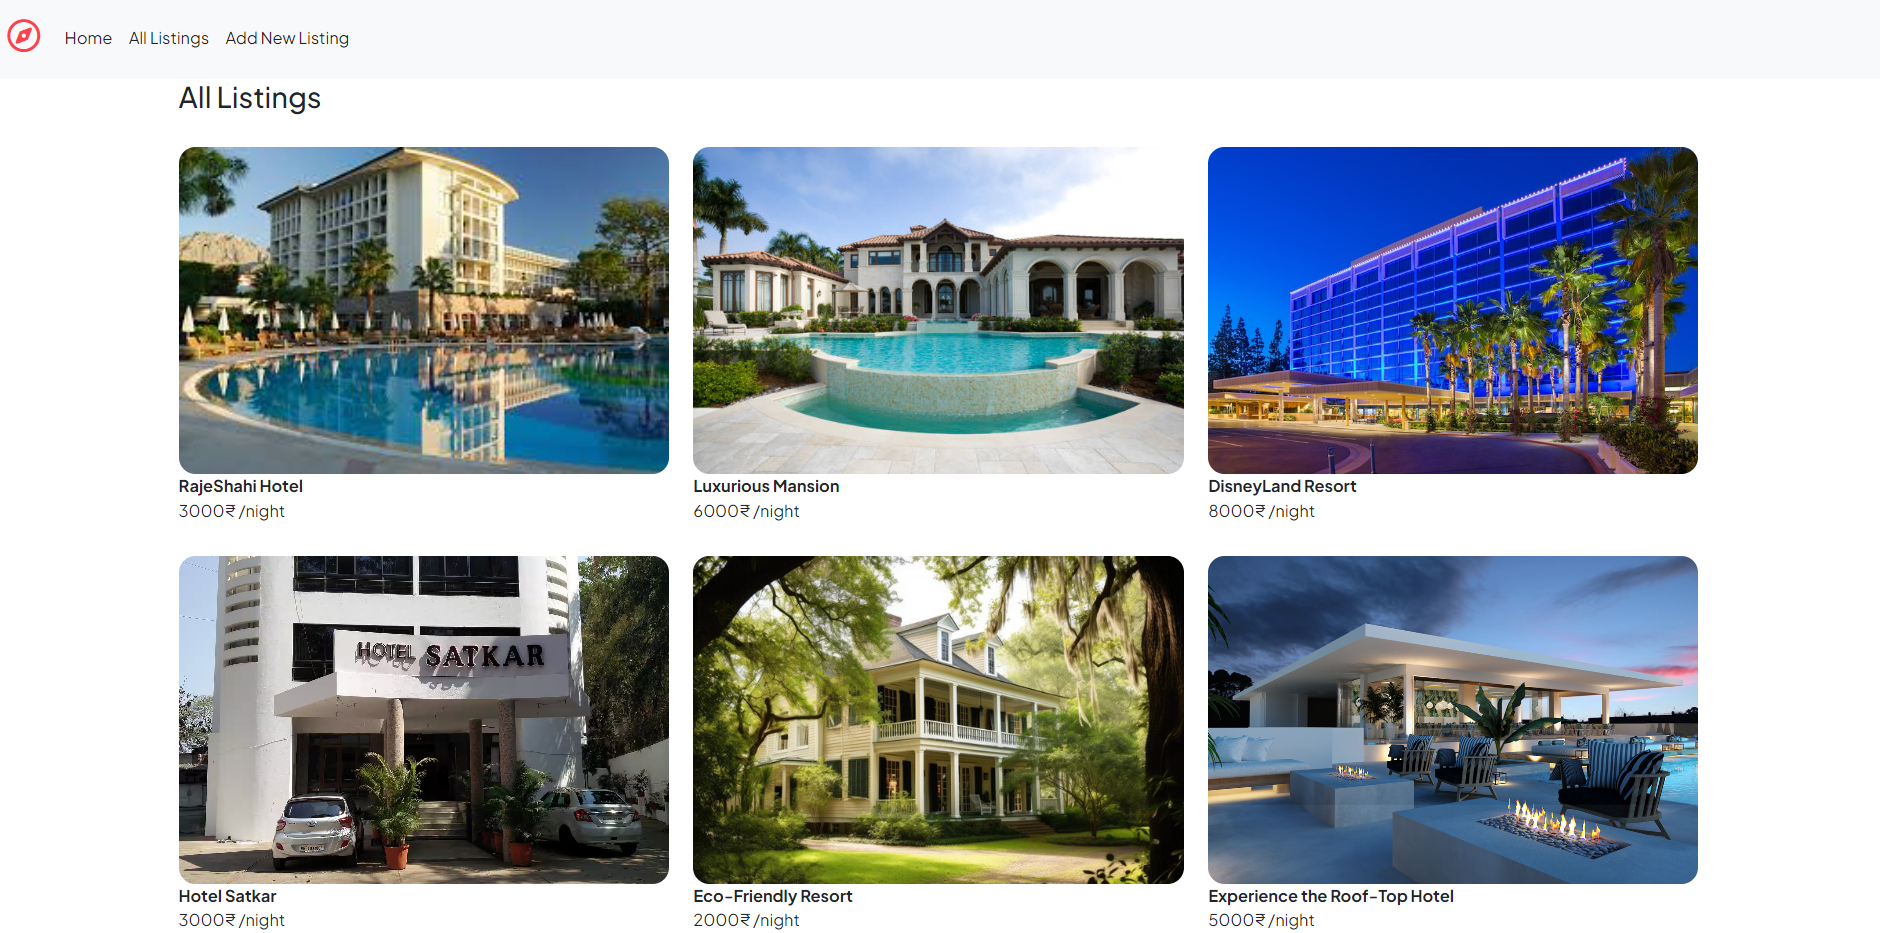 Home All Listings Add New Listing
All Listings
RajeShahi Hotel
3000₹ /night
Luxurious Mansion
6000₹ /night
DisneyLand Resort
8000₹ /night
HOTEL SATKAR
Hotel Satkar
3000₹ /night
Eco-Friendly Resort
2000₹ /night
Experience the Roof-Top Hotel
5000₹ /night